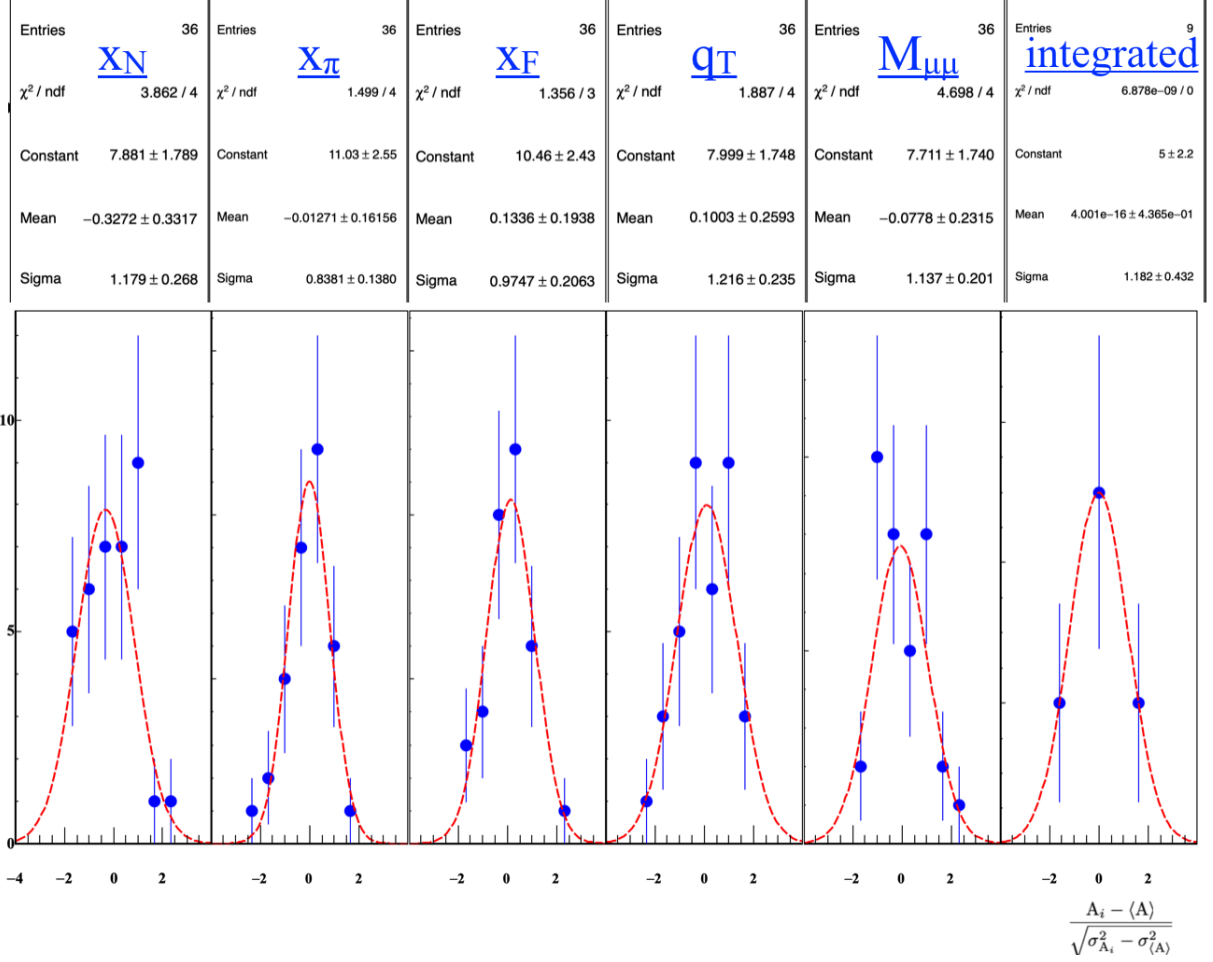 Entries 36
x_N
χ² / ndf 3.862 / 4
Constant 7.881 ± 1.789
Mean −0.3272 ± 0.3317
Sigma 1.179 ± 0.268
Entries 36
x_π
χ² / ndf 1.499 / 4
Constant 11.03 ± 2.55
Mean −0.01271 ± 0.16156
Sigma 0.8381 ± 0.1380
Entries 36
x_F
χ² / ndf 1.356 / 3
Constant 10.46 ± 2.43
Mean 0.1336 ± 0.1938
Sigma 0.9747 ± 0.2063
Entries 36
q_T
χ² / ndf 1.887 / 4
Constant 7.999 ± 1.748
Mean 0.1003 ± 0.2593
Sigma 1.216 ± 0.235
Entries 36
M_μμ
χ² / ndf 4.698 / 4
Constant 7.711 ± 1.740
Mean −0.0778 ± 0.2315
Sigma 1.137 ± 0.201
Entries 9
integrated
χ² / ndf 6.878e−09 / 0
Constant 5 ± 2.2
Mean 4.001e−16 ± 4.365e−01
Sigma 1.182 ± 0.432
10
5
0
−4 −2 0 2 −2 0 2 −2 0 2 −2 0 2 −2 0 2 −2 0 2
A_i − ⟨A⟩
√σ²_{A_i} − σ²_{⟨A⟩}